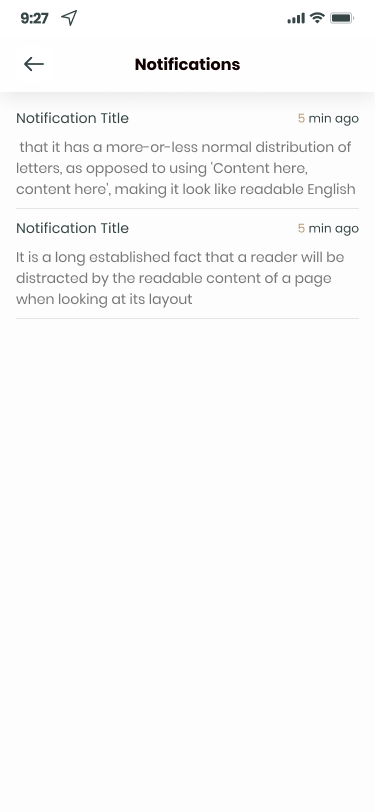 9:27
Notifications
Notification Title 5 min ago
that it has a more-or-less normal distribution of
letters, as opposed to using 'Content here,
content here', making it look like readable English
Notification Title 5 min ago
It is a long established fact that a reader will be
distracted by the readable content of a page
when looking at its layout